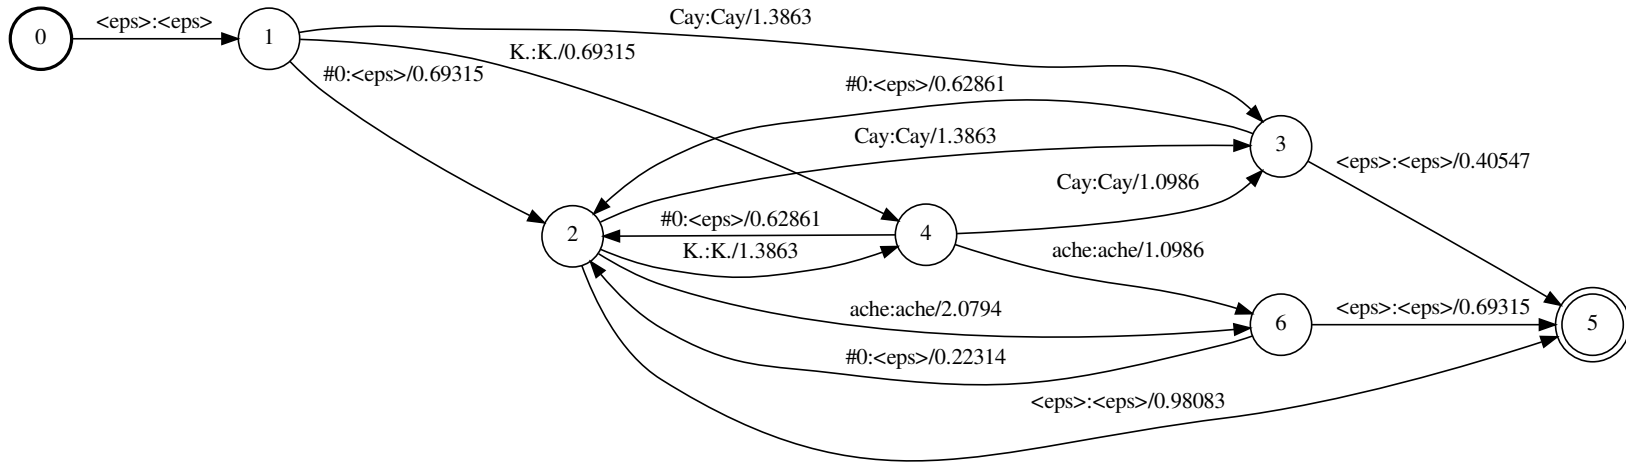 <eps>:<eps>
Cay:Cay/1.3863
K.:K./0.69315
#0:<eps>/0.69315
#0:<eps>/0.62861
Cay:Cay/1.3863
<eps>:<eps>/0.40547
Cay:Cay/1.0986
#0:<eps>/0.62861
K.:K./1.3863
ache:ache/1.0986
ache:ache/2.0794
<eps>:<eps>/0.69315
#0:<eps>/0.22314
<eps>:<eps>/0.98083
0
1
2
3
4
5
6